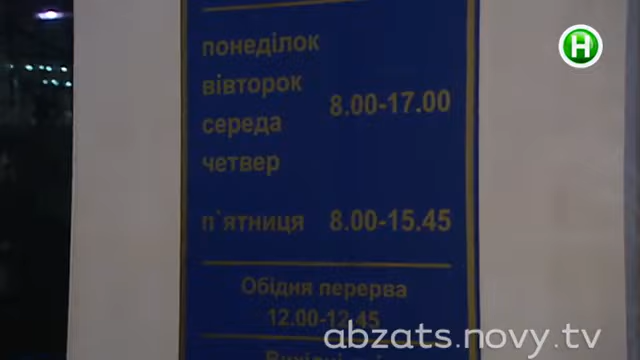 понеділок
вівторок
середа
четвер
8.00-17.00
п`ятниця 8.00-15.45
Обідня перерва
12.00-12.45
abzats.novy.tv
Н